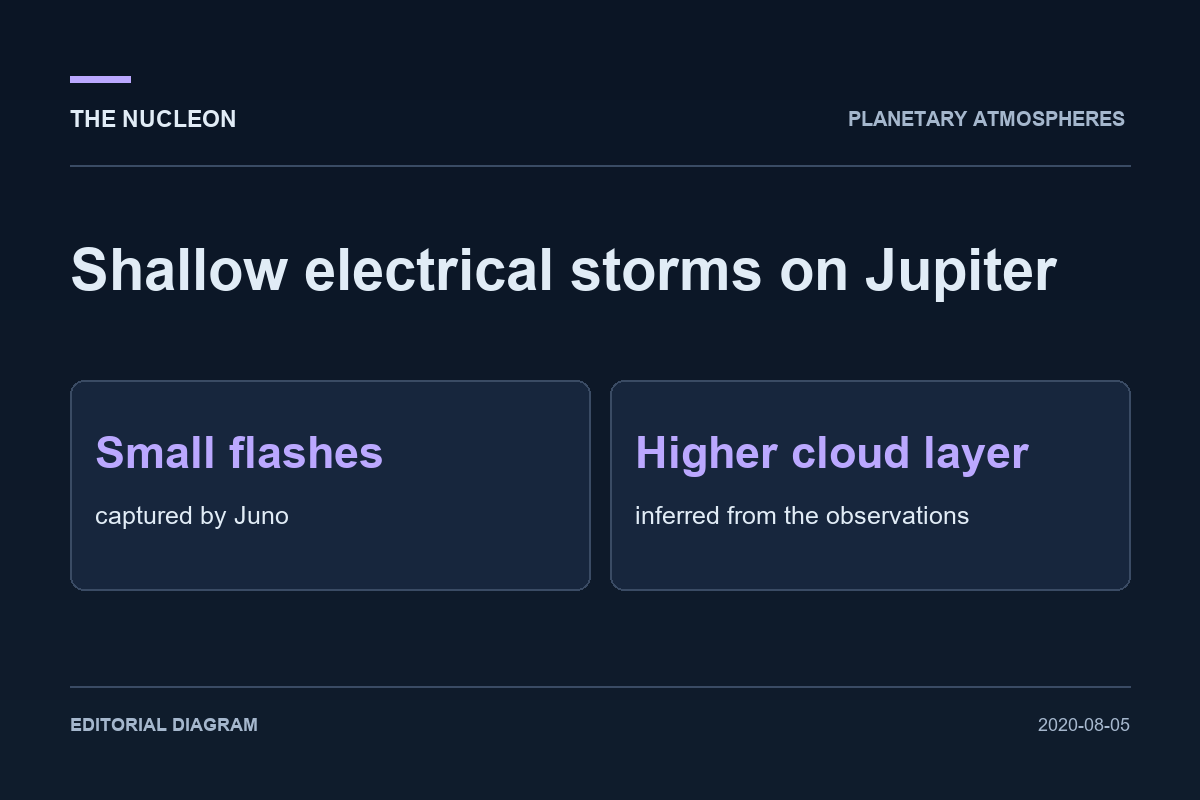 THE NUCLEON
PLANETARY ATMOSPHERES
Shallow electrical storms on Jupiter
Small flashes
captured by Juno
Higher cloud layer
inferred from the observations
EDITORIAL DIAGRAM
2020-08-05